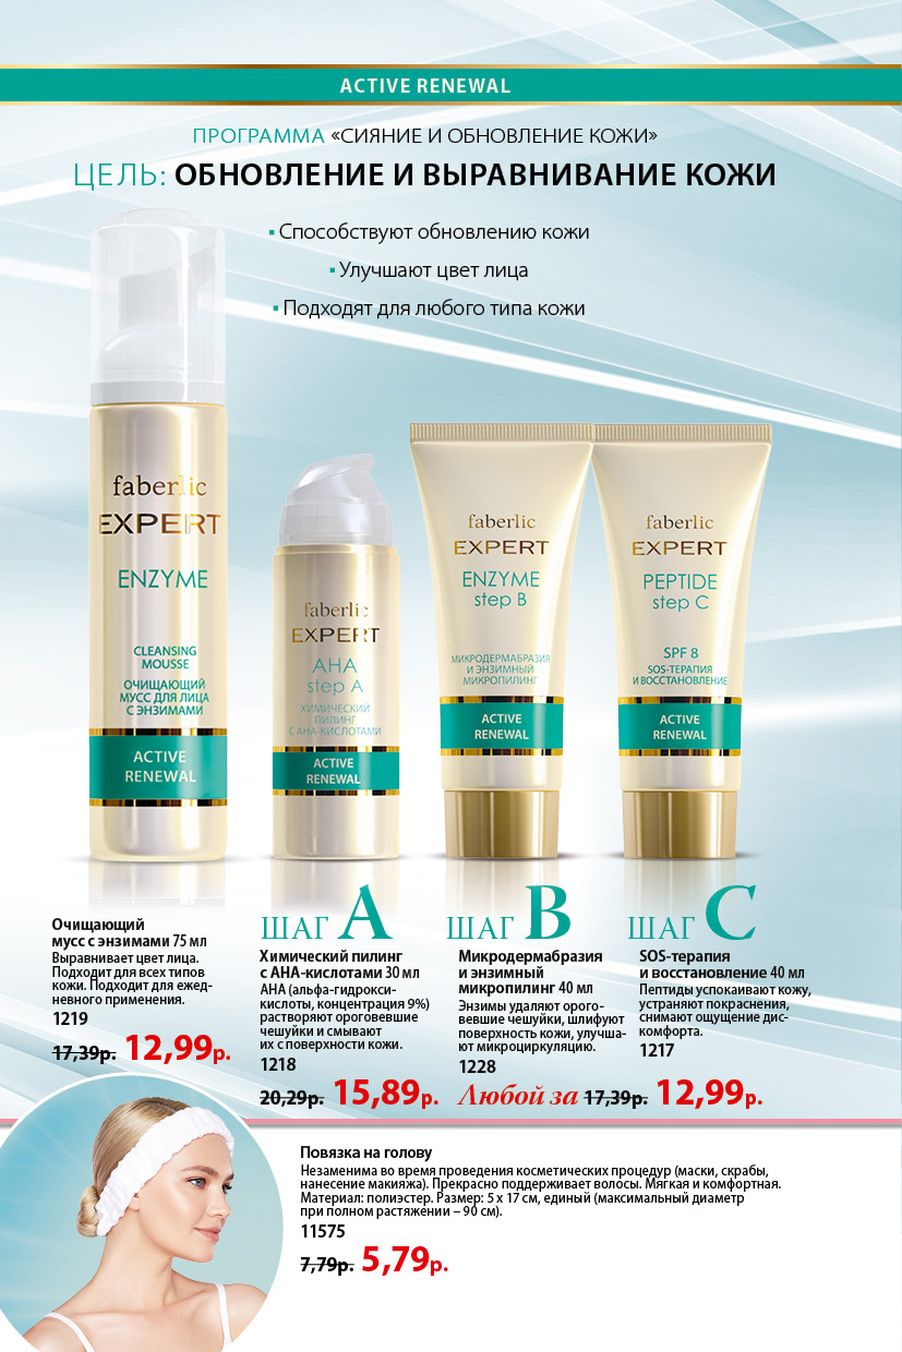 ACTIVE RENEWAL
ПРОГРАММА «СИЯНИЕ И ОБНОВЛЕНИЕ КОЖИ»
ЦЕЛЬ: ОБНОВЛЕНИЕ И ВЫРАВНИВАНИЕ КОЖИ
▪ Способствуют обновлению кожи
▪ Улучшают цвет лица
▪ Подходят для любого типа кожи
faberlic
EXPERT
ENZYME
CLEANSING
MOUSSE
ОЧИЩАЮЩИЙ
МУСС ДЛЯ ЛИЦА
С ЭНЗИМАМИ
ACTIVE
RENEWAL
faberlic
EXPERT
AHA
step A
ХИМИЧЕСКИЙ
ПИЛИНГ
С АНА-КИСЛОТАМИ
ACTIVE
RENEWAL
faberlic
EXPERT
ENZYME
step B
МИКРОДЕРМАБРАЗИЯ
И ЭНЗИМНЫЙ
МИКРОПИЛИНГ
ACTIVE
RENEWAL
faberlic
EXPERT
PEPTIDE
step C
SPF 8
SOS-ТЕРАПИЯ
И ВОССТАНОВЛЕНИЕ
ACTIVE
RENEWAL
Очищающий
мусс с энзимами 75 мл
Выравнивает цвет лица.
Подходит для всех типов
кожи. Подходит для ежед-
невного применения.
1219
17,39р. 12,99р.
ШАГ A
Химический пилинг
с АНА-кислотами 30 мл
АНА (альфа-гидрокси-
кислоты, концентрация 9%)
растворяют ороговевшие
чешуйки и смывают
их с поверхности кожи.
1218
20,29р. 15,89р.
ШАГ B
Микродермабразия
и энзимный
микропилинг 40 мл
Энзимы удаляют орого-
вевшие чешуйки, шлифуют
поверхность кожи, улучша-
ют микроциркуляцию.
1228
ШАГ C
SOS-терапия
и восстановление 40 мл
Пептиды успокаивают кожу,
устраняют покраснения,
снимают ощущение дис-
комфорта.
1217
Любой за 17,39р. 12,99р.
Повязка на голову
Незаменима во время проведения косметических процедур (маски, скрабы,
нанесение макияжа). Прекрасно поддерживает волосы. Мягкая и комфортная.
Материал: полиэстер. Размер: 5 х 17 см, единый (максимальный диаметр
при полном растяжении – 90 см).
11575
7,79р. 5,79р.